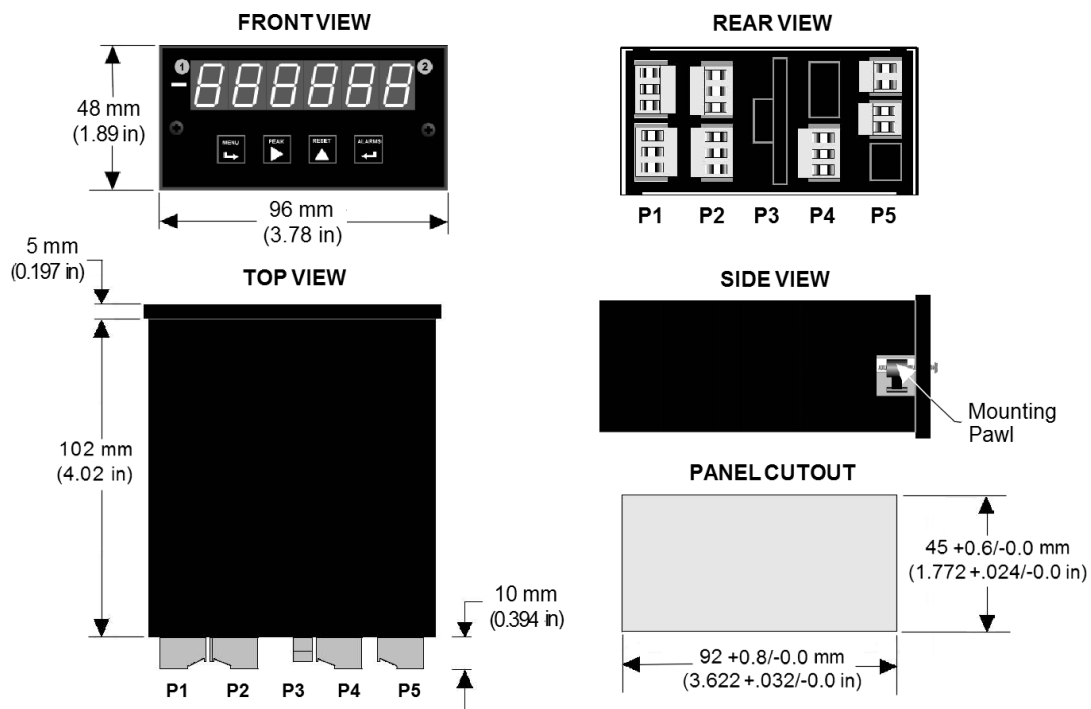 FRONT VIEW
1
2
888888
MENU
PEAK
RESET
ALARMS
48 mm
(1.89 in)
96 mm
(3.78 in)
REAR VIEW
P1 P2 P3 P4 P5
5 mm
(0.197 in)
TOP VIEW
102 mm
(4.02 in)
10 mm
(0.394 in)
P1 P2 P3 P4 P5
SIDE VIEW
Mounting
Pawl
PANEL CUTOUT
45 +0.6/-0.0 mm
(1.772 +.024/-0.0 in)
92 +0.8/-0.0 mm
(3.622 +.032/-0.0 in)